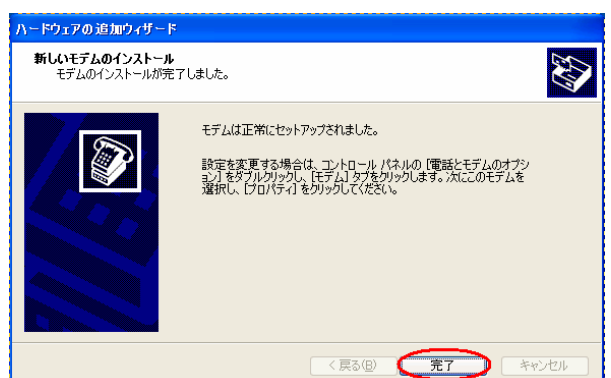 ハードウェアの追加ウィザード
新しいモデムのインストール
モデムのインストールが完了しました。
モデムは正常にセットアップされました。
設定を変更する場合は、コントロール パネルの [電話とモデムのオプシ
ョン] をダブルクリックし、[モデム] タブをクリックします。次にこのモデムを
選択し、[プロパティ] をクリックしてください。
< 戻る(B)
完了
キャンセル